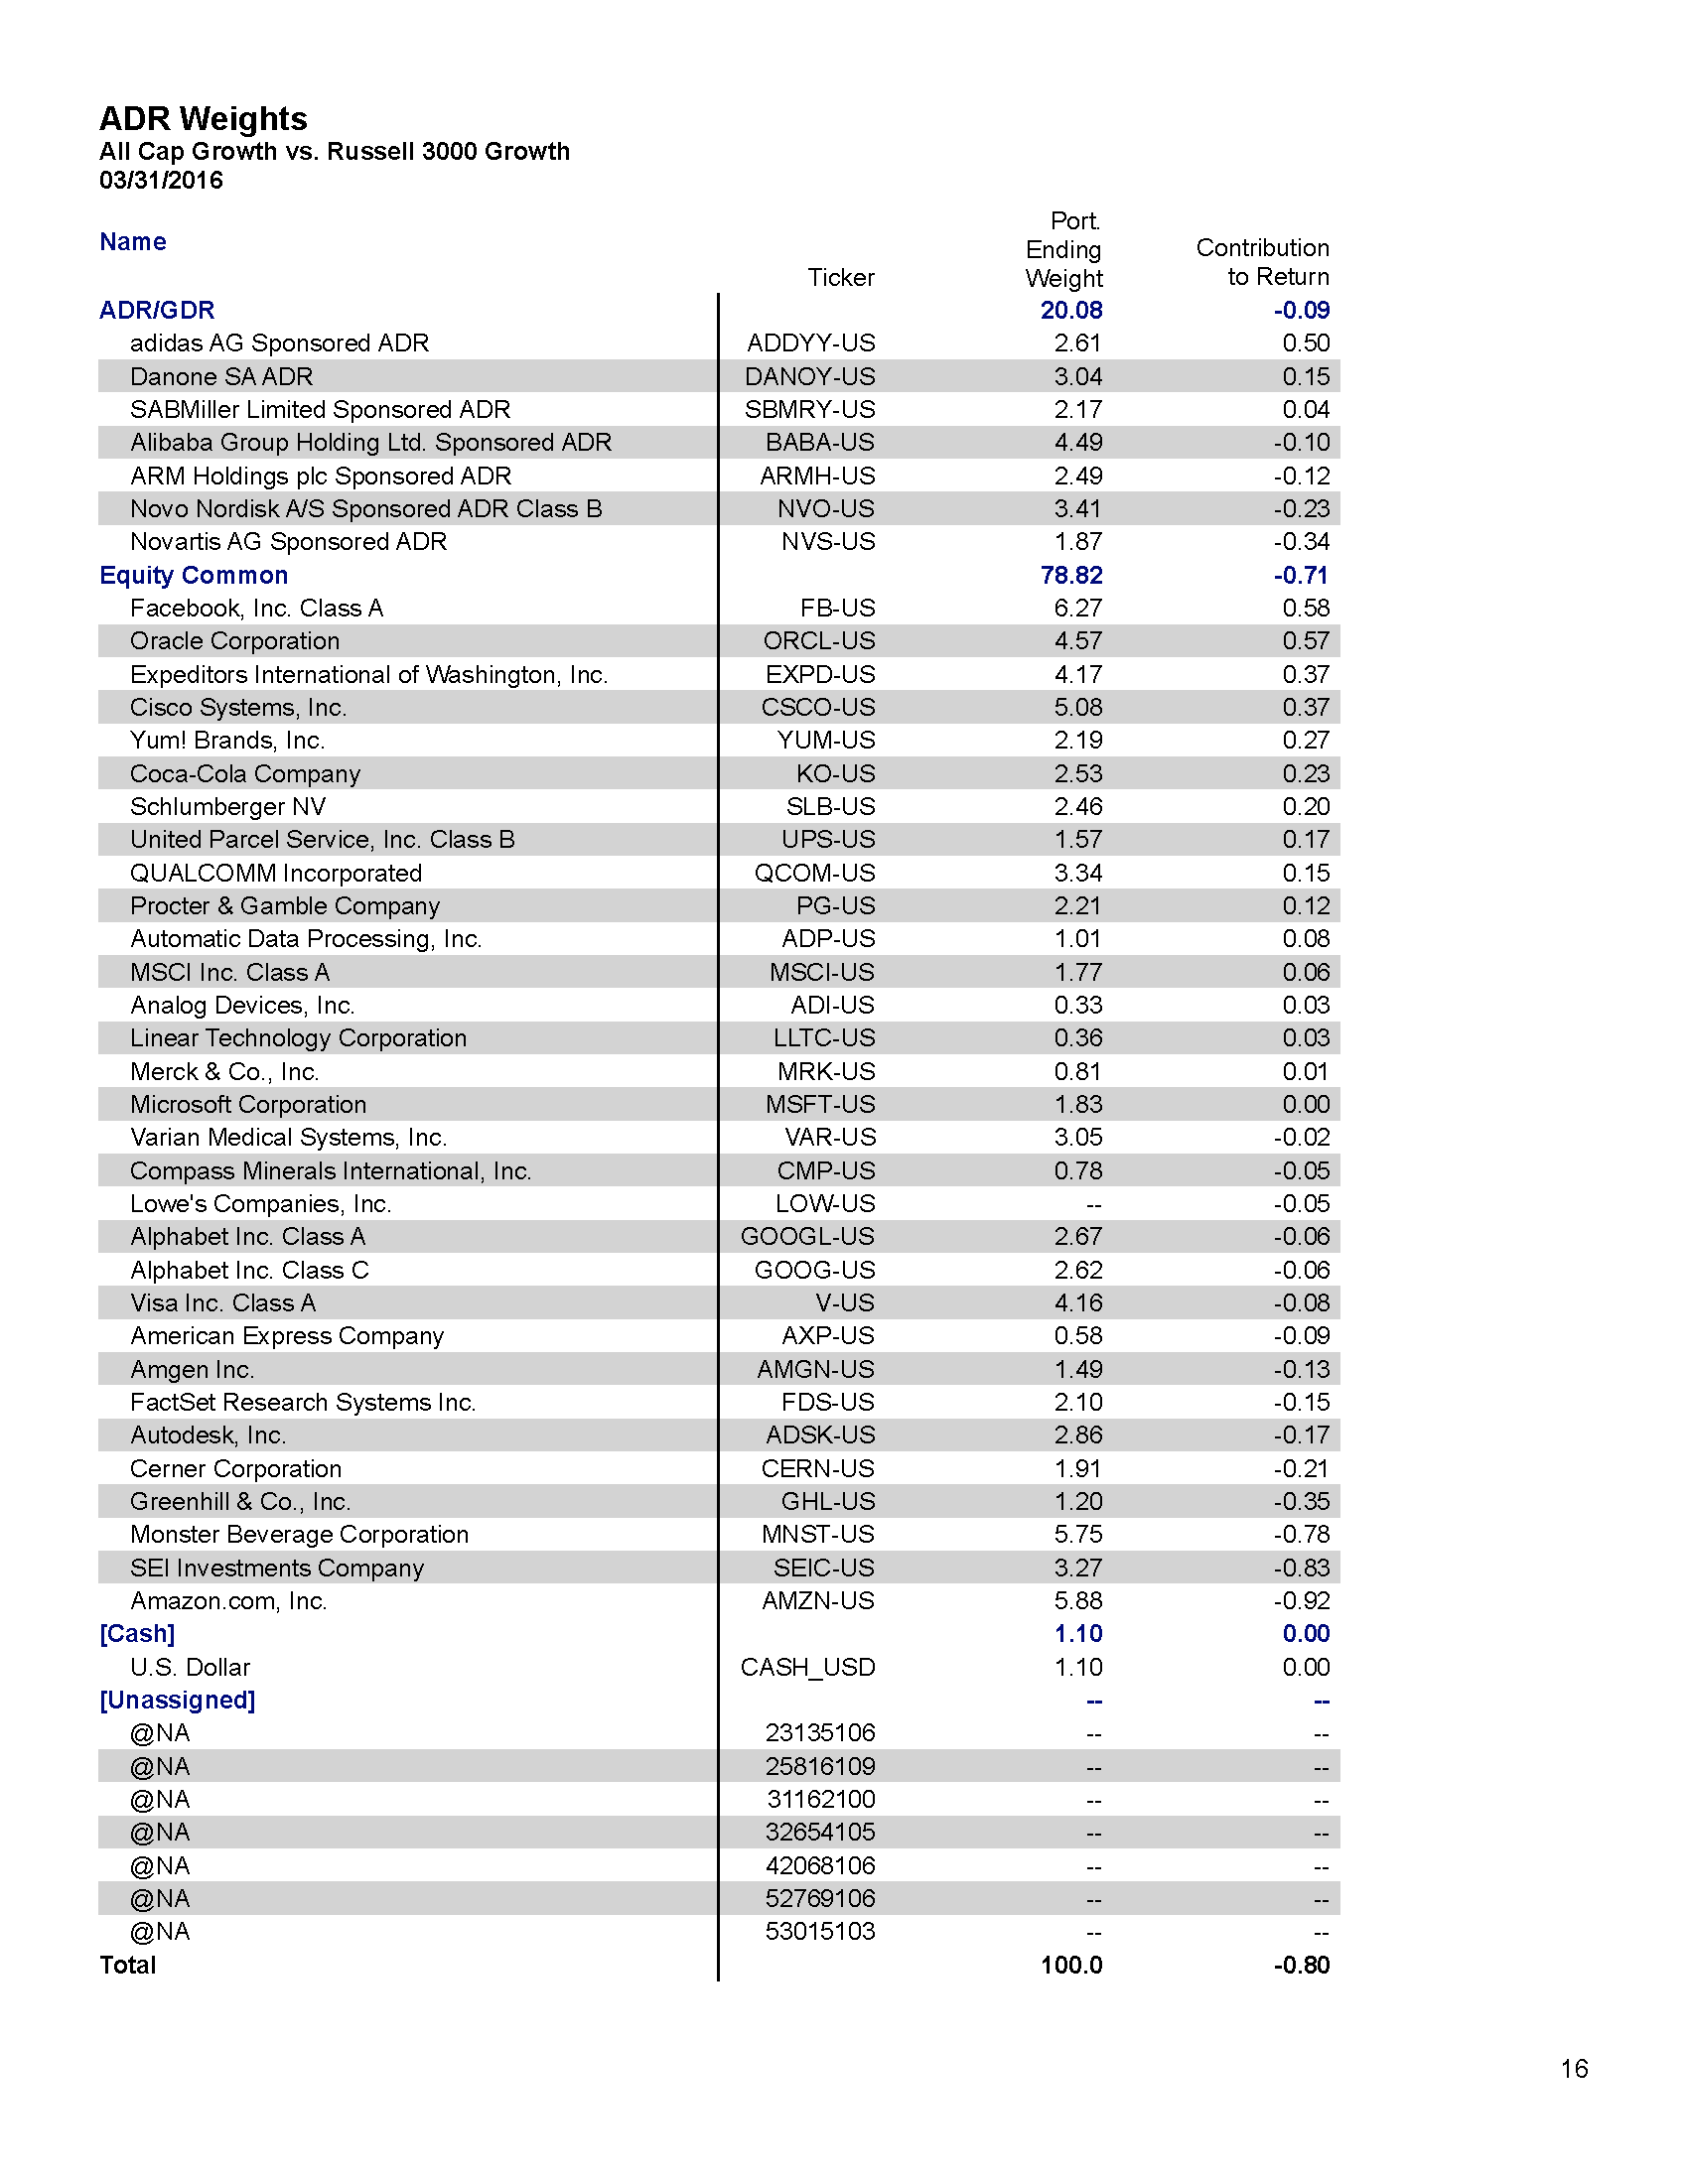 ADR Weights
All Cap Growth vs. Russell 3000 Growth
03/31/2016
Name Ticker Port. Ending Weight Contribution to Return
ADR/GDR 20.08 -0.09
adidas AG Sponsored ADR ADDYY-US 2.61 0.50
Danone SA ADR DANOY-US 3.04 0.15
SABMiller Limited Sponsored ADR SBMRY-US 2.17 0.04
Alibaba Group Holding Ltd. Sponsored ADR BABA-US 4.49 -0.10
ARM Holdings plc Sponsored ADR ARMH-US 2.49 -0.12
Novo Nordisk A/S Sponsored ADR Class B NVO-US 3.41 -0.23
Novartis AG Sponsored ADR NVS-US 1.87 -0.34
Equity Common 78.82 -0.71
Facebook, Inc. Class A FB-US 6.27 0.58
Oracle Corporation ORCL-US 4.57 0.57
Expeditors International of Washington, Inc. EXPD-US 4.17 0.37
Cisco Systems, Inc. CSCO-US 5.08 0.37
Yum! Brands, Inc. YUM-US 2.19 0.27
Coca-Cola Company KO-US 2.53 0.23
Schlumberger NV SLB-US 2.46 0.20
United Parcel Service, Inc. Class B UPS-US 1.57 0.17
QUALCOMM Incorporated QCOM-US 3.34 0.15
Procter & Gamble Company PG-US 2.21 0.12
Automatic Data Processing, Inc. ADP-US 1.01 0.08
MSCI Inc. Class A MSCI-US 1.77 0.06
Analog Devices, Inc. ADI-US 0.33 0.03
Linear Technology Corporation LLTC-US 0.36 0.03
Merck & Co., Inc. MRK-US 0.81 0.01
Microsoft Corporation MSFT-US 1.83 0.00
Varian Medical Systems, Inc. VAR-US 3.05 -0.02
Compass Minerals International, Inc. CMP-US 0.78 -0.05
Lowe's Companies, Inc. LOW-US -- -0.05
Alphabet Inc. Class A GOOGL-US 2.67 -0.06
Alphabet Inc. Class C GOOG-US 2.62 -0.06
Visa Inc. Class A V-US 4.16 -0.08
American Express Company AXP-US 0.58 -0.09
Amgen Inc. AMGN-US 1.49 -0.13
FactSet Research Systems Inc. FDS-US 2.10 -0.15
Autodesk, Inc. ADSK-US 2.86 -0.17
Cerner Corporation CERN-US 1.91 -0.21
Greenhill & Co., Inc. GHL-US 1.20 -0.35
Monster Beverage Corporation MNST-US 5.75 -0.78
SEI Investments Company SEIC-US 3.27 -0.83
Amazon.com, Inc. AMZN-US 5.88 -0.92
[Cash] 1.10 0.00
U.S. Dollar CASH_USD 1.10 0.00
[Unassigned] -- --
@NA 23135106 -- --
@NA 25816109 -- --
@NA 31162100 -- --
@NA 32654105 -- --
@NA 42068106 -- --
@NA 52769106 -- --
@NA 53015103 -- --
Total 100.0 -0.80
16